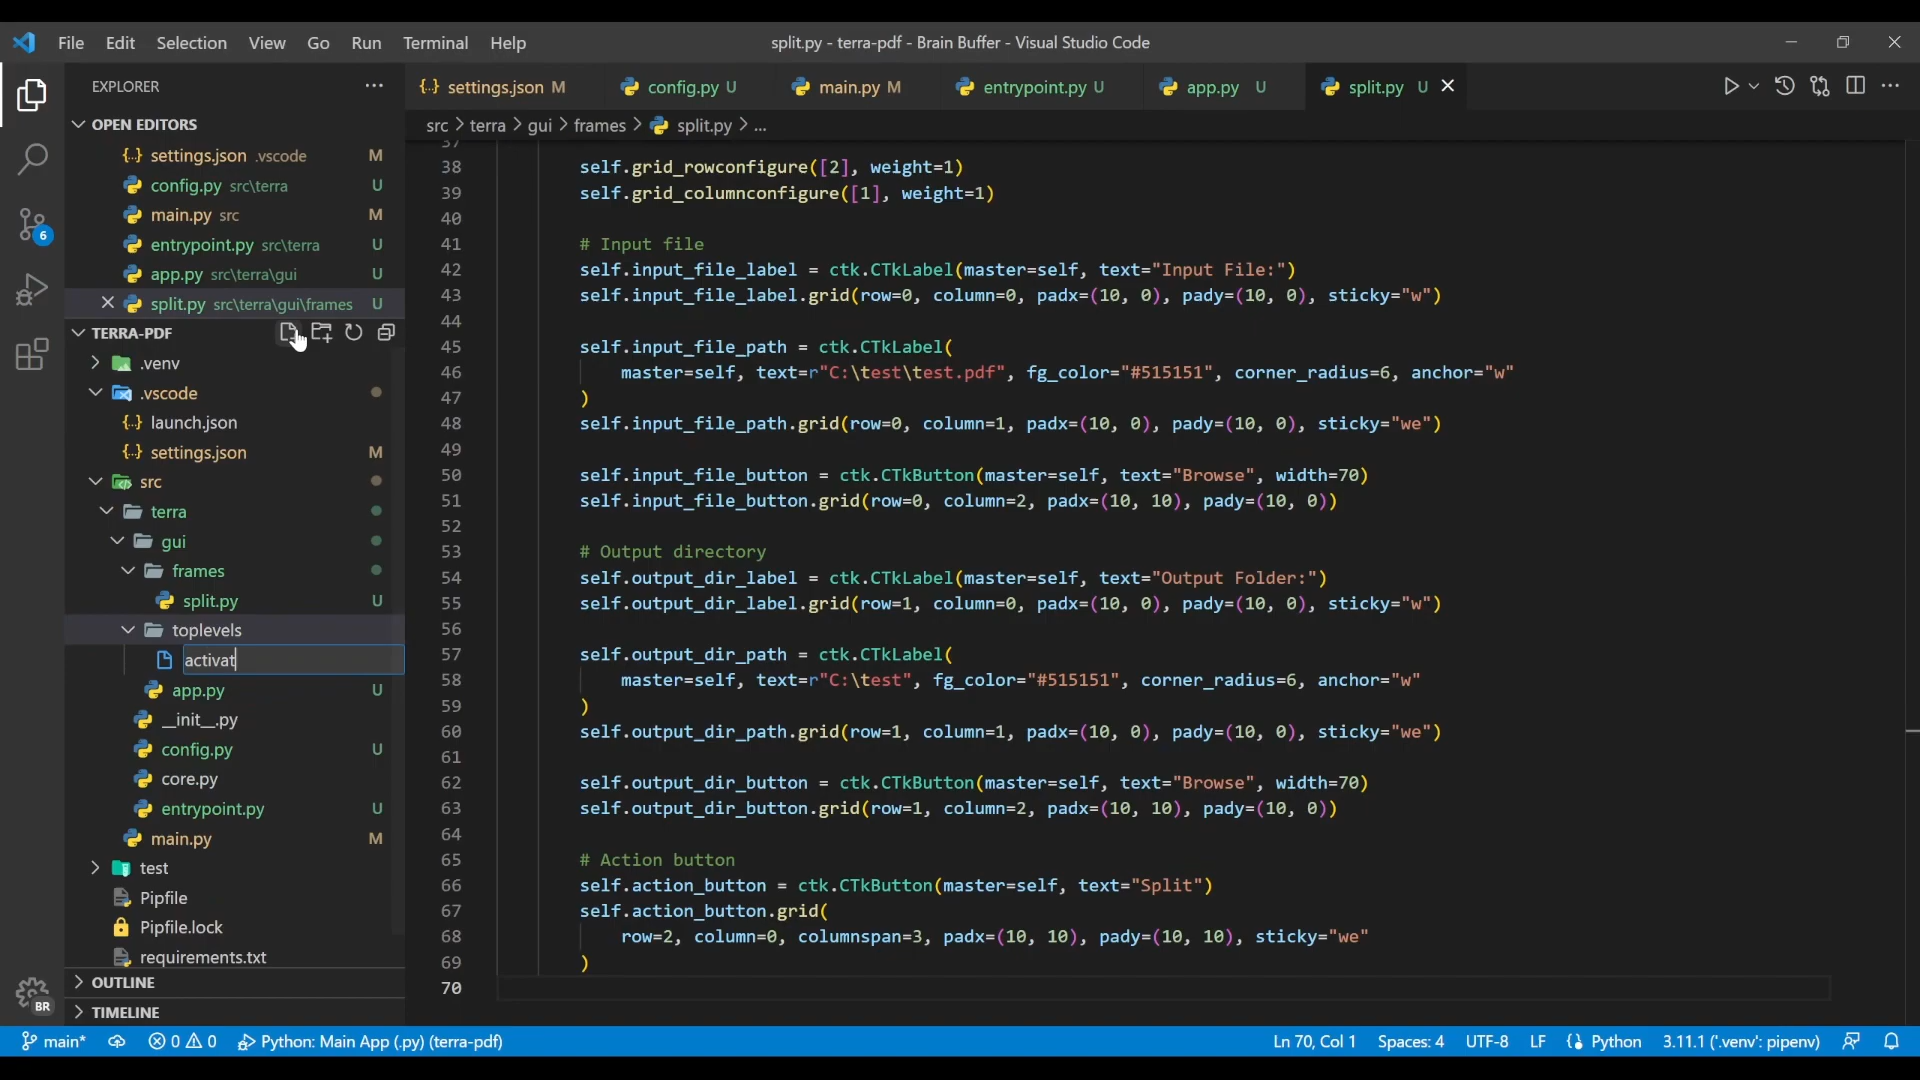 File Edit Selection View Go Run Terminal Help
split.py - terra-pdf - Brain Buffer - Visual Studio Code
EXPLORER
OPEN EDITORS
settings.json .vscode M
config.py src\terra U
main.py src M
entrypoint.py src\terra U
app.py src\terra\gui U
split.py src\terra\gui\frames U
TERRA-PDF
.venv
.vscode
launch.json
settings.json M
src
terra
gui
frames
split.py U
toplevels
activat
app.py U
__init__.py
config.py U
core.py
entrypoint.py U
main.py M
test
Pipfile
Pipfile.lock
requirements.txt
OUTLINE
TIMELINE
6
BR
settings.json M config.py U main.py M entrypoint.py U app.py U split.py U
src > terra > gui > frames > split.py > ...
37
38 self.grid_rowconfigure([2], weight=1)
39 self.grid_columnconfigure([1], weight=1)
40
41 # Input file
42 self.input_file_label = ctk.CTkLabel(master=self, text="Input File:")
43 self.input_file_label.grid(row=0, column=0, padx=(10, 0), pady=(10, 0), sticky="w")
44
45 self.input_file_path = ctk.CTkLabel(
46 master=self, text=r"C:\test\test.pdf", fg_color="#515151", corner_radius=6, anchor="w"
47 )
48 self.input_file_path.grid(row=0, column=1, padx=(10, 0), pady=(10, 0), sticky="we")
49
50 self.input_file_button = ctk.CTkButton(master=self, text="Browse", width=70)
51 self.input_file_button.grid(row=0, column=2, padx=(10, 10), pady=(10, 0))
52
53 # Output directory
54 self.output_dir_label = ctk.CTkLabel(master=self, text="Output Folder:")
55 self.output_dir_label.grid(row=1, column=0, padx=(10, 0), pady=(10, 0), sticky="w")
56
57 self.output_dir_path = ctk.CTkLabel(
58 master=self, text=r"C:\test", fg_color="#515151", corner_radius=6, anchor="w"
59 )
60 self.output_dir_path.grid(row=1, column=1, padx=(10, 0), pady=(10, 0), sticky="we")
61
62 self.output_dir_button = ctk.CTkButton(master=self, text="Browse", width=70)
63 self.output_dir_button.grid(row=1, column=2, padx=(10, 10), pady=(10, 0))
64
65 # Action button
66 self.action_button = ctk.CTkButton(master=self, text="Split")
67 self.action_button.grid(
68 row=2, column=0, columnspan=3, padx=(10, 10), pady=(10, 10), sticky="we"
69 )
70
main* 0 0 Python: Main App (.py) (terra-pdf) Ln 70, Col 1 Spaces: 4 UTF-8 LF Python 3.11.1 ('.venv': pipenv)